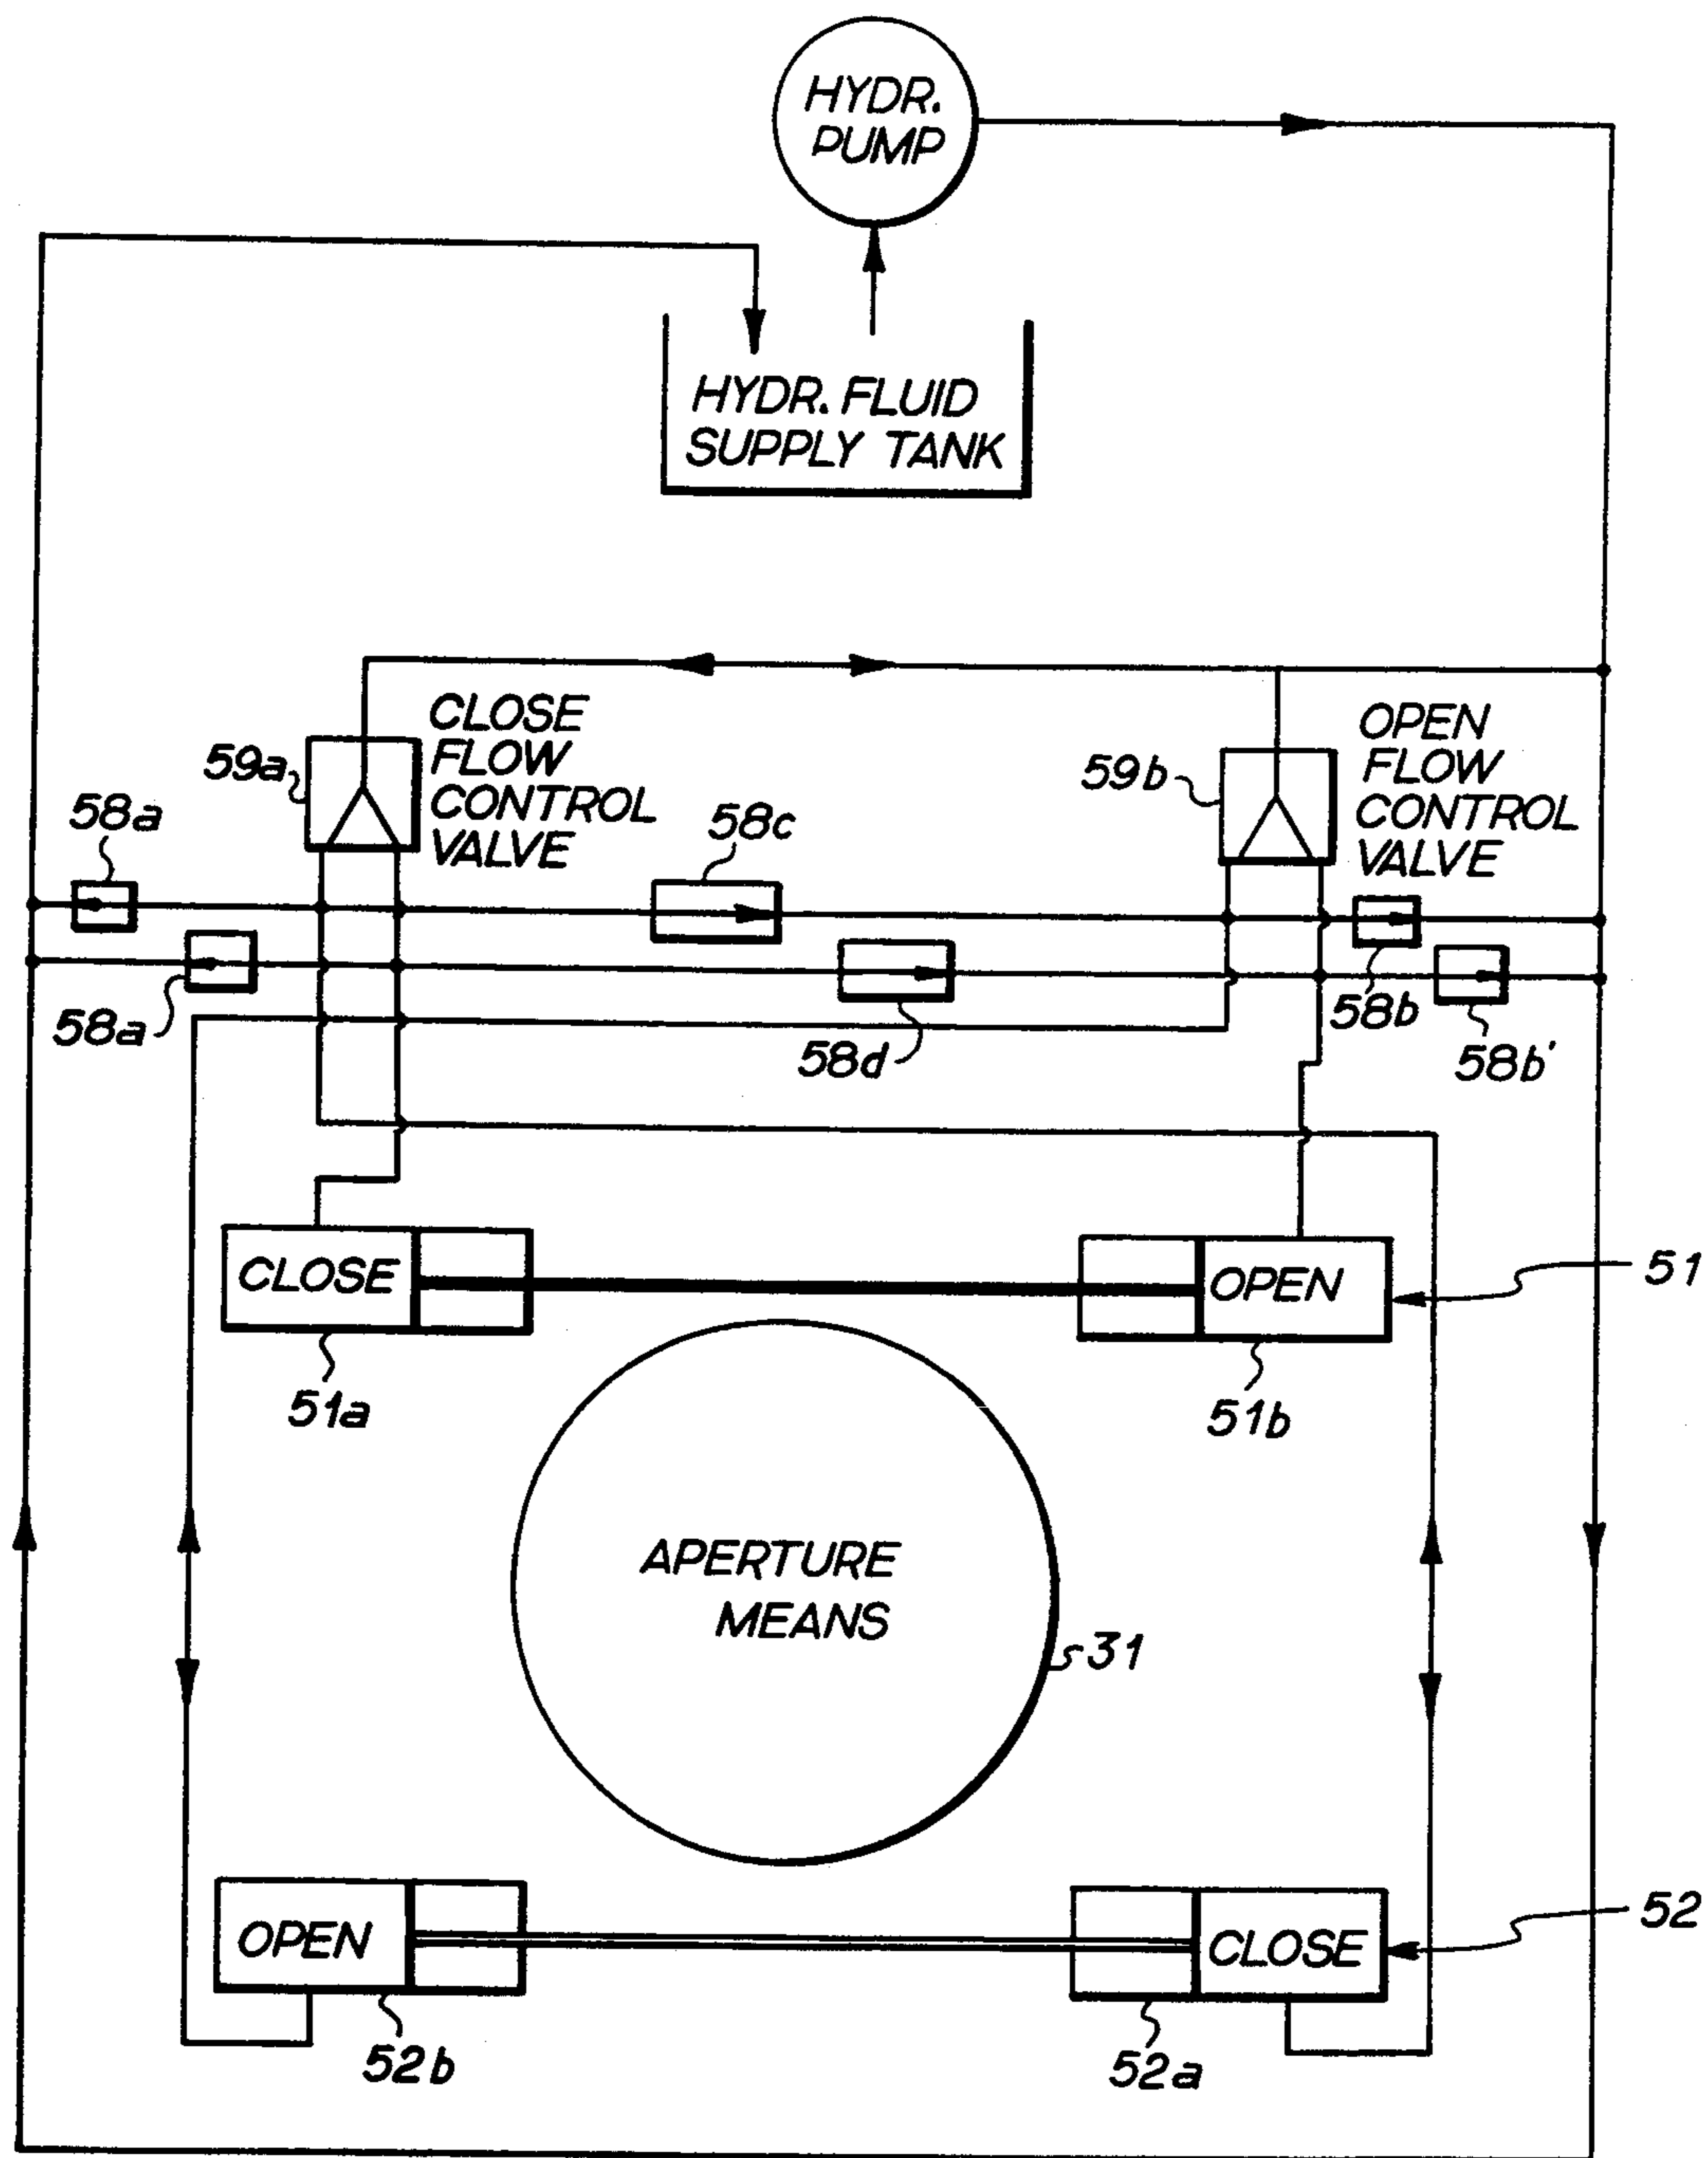 HYDR.
PUMP
HYDR. FLUID
SUPPLY TANK
59a
CLOSE
FLOW
CONTROL
VALVE
59b
OPEN
FLOW
CONTROL
VALVE
58a
58c
58a
58d
58b
58b'
CLOSE
OPEN
51
51a
51b
APERTURE
MEANS
31
OPEN
CLOSE
52
52b
52a